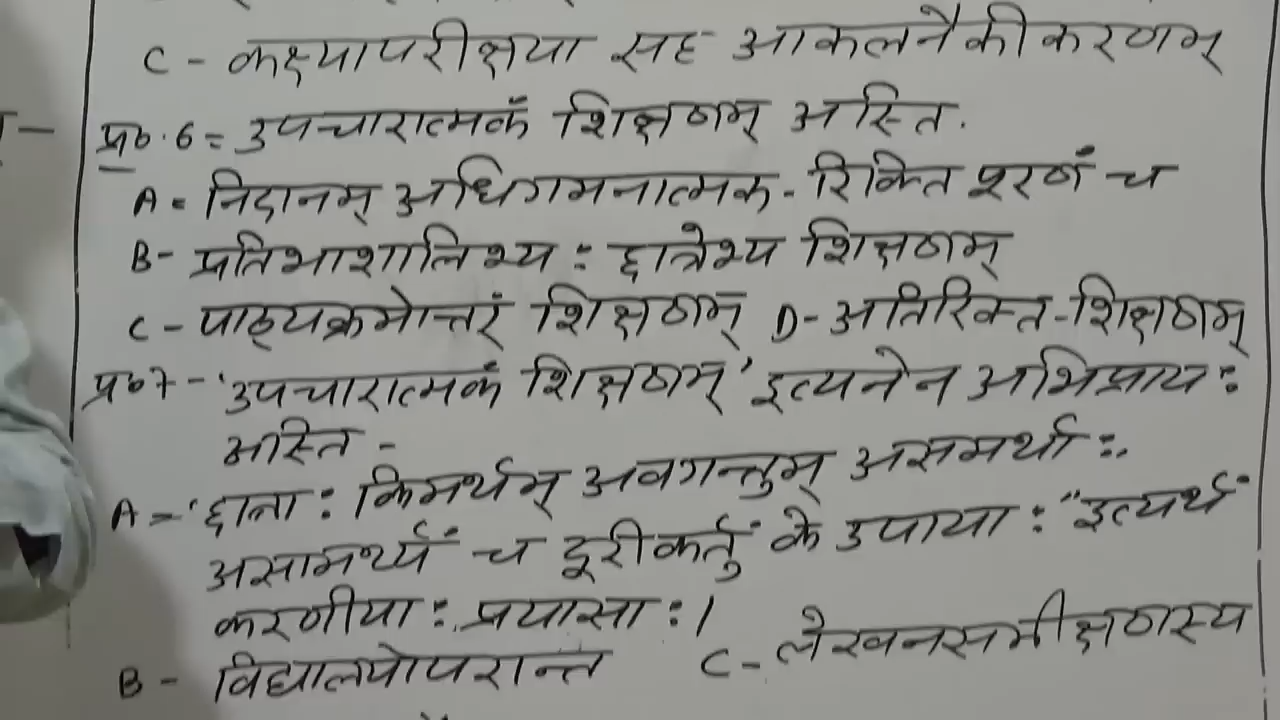 C - कक्ष्यापरीक्षया सह आकलनैकीकरणम्
प्र० 6 = उपचारात्मकं शिक्षणम् अस्ति.
A = निदानम् अधिगमनात्मक - रिक्तित पूरणं च
B - प्रतिभाशालिभ्य : छात्रेभ्य शिक्षणम्
C - पाठ्यक्रमोत्तरं शिक्षणम् D - अतिरिक्त - शिक्षणम्
प्र० 7 - 'उपचारात्मकं शिक्षणम्' इत्यनेन अभिप्रायः
अस्ति -
A = 'छात्रा : किमर्थम् अवगन्तुम् असमर्था :.
असामर्थ्यं च दूरीकर्तुं के उपाया : " इत्यर्थं
करणीया : प्रयासा : ।
B - विद्यालयोपरान्त C - लेखनसमीक्षणस्य